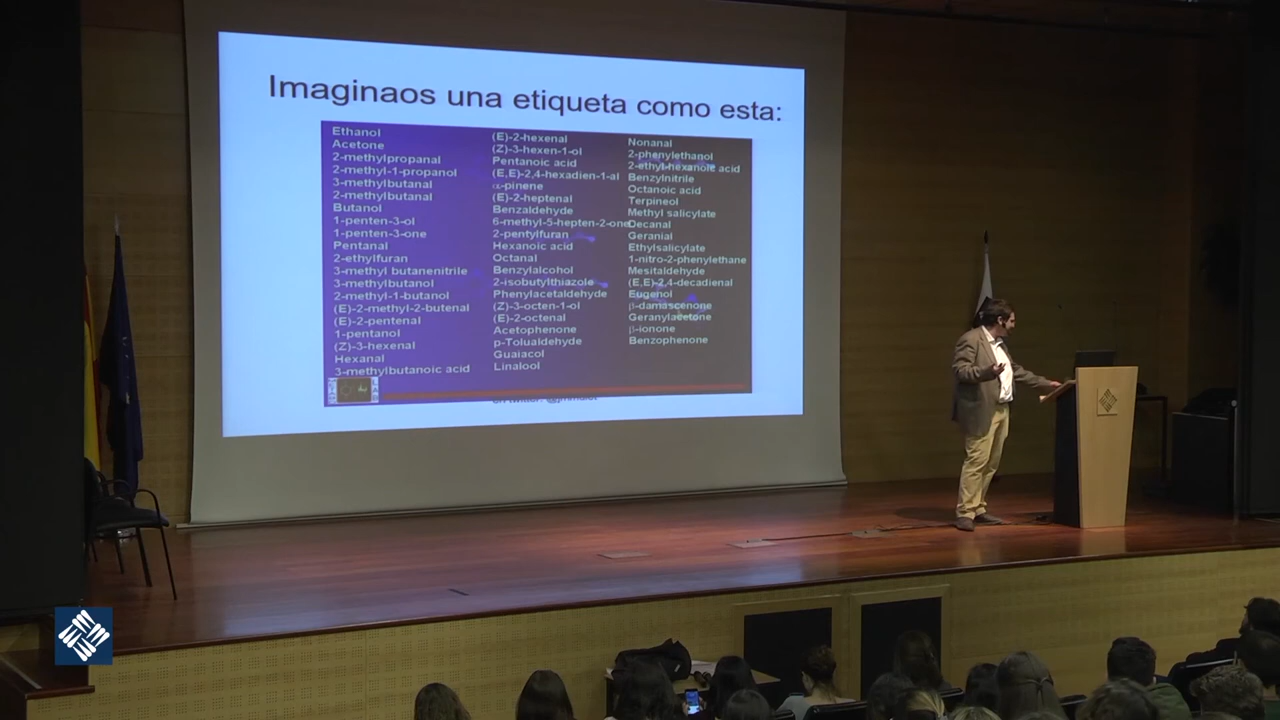 Imaginaos una etiqueta como esta:
Ethanol
Acetone
2-methylpropanal
2-methyl-1-propanol
3-methylbutanal
2-methylbutanal
Butanol
1-penten-3-ol
1-penten-3-one
Pentanal
2-ethylfuran
3-methyl butanenitrile
3-methylbutanol
2-methyl-1-butanol
(E)-2-methyl-2-butenal
(E)-2-pentenal
1-pentanol
(Z)-3-hexenal
Hexanal
3-methylbutanoic acid
(E)-2-hexenal
(Z)-3-hexen-1-ol
Pentanoic acid
(E,E)-2,4-hexadien-1-al
α-pinene
(E)-2-heptenal
Benzaldehyde
6-methyl-5-hepten-2-one
2-pentylfuran
Hexanoic acid
Octanal
Benzylalcohol
2-isobutylthiazole
Phenylacetaldehyde
(Z)-3-octen-1-ol
(E)-2-octenal
Acetophenone
p-Tolualdehyde
Guaiacol
Linalool
Nonanal
2-phenylethanol
2-ethyl-hexanoic acid
Benzylnitrile
Octanoic acid
Terpineol
Methyl salicylate
Decanal
Geranial
Ethylsalicylate
1-nitro-2-phenylethane
Mesitaldehyde
(E,E)-2,4-decadienal
Eugenol
β-damascenone
Geranylacetone
β-ionone
Benzophenone